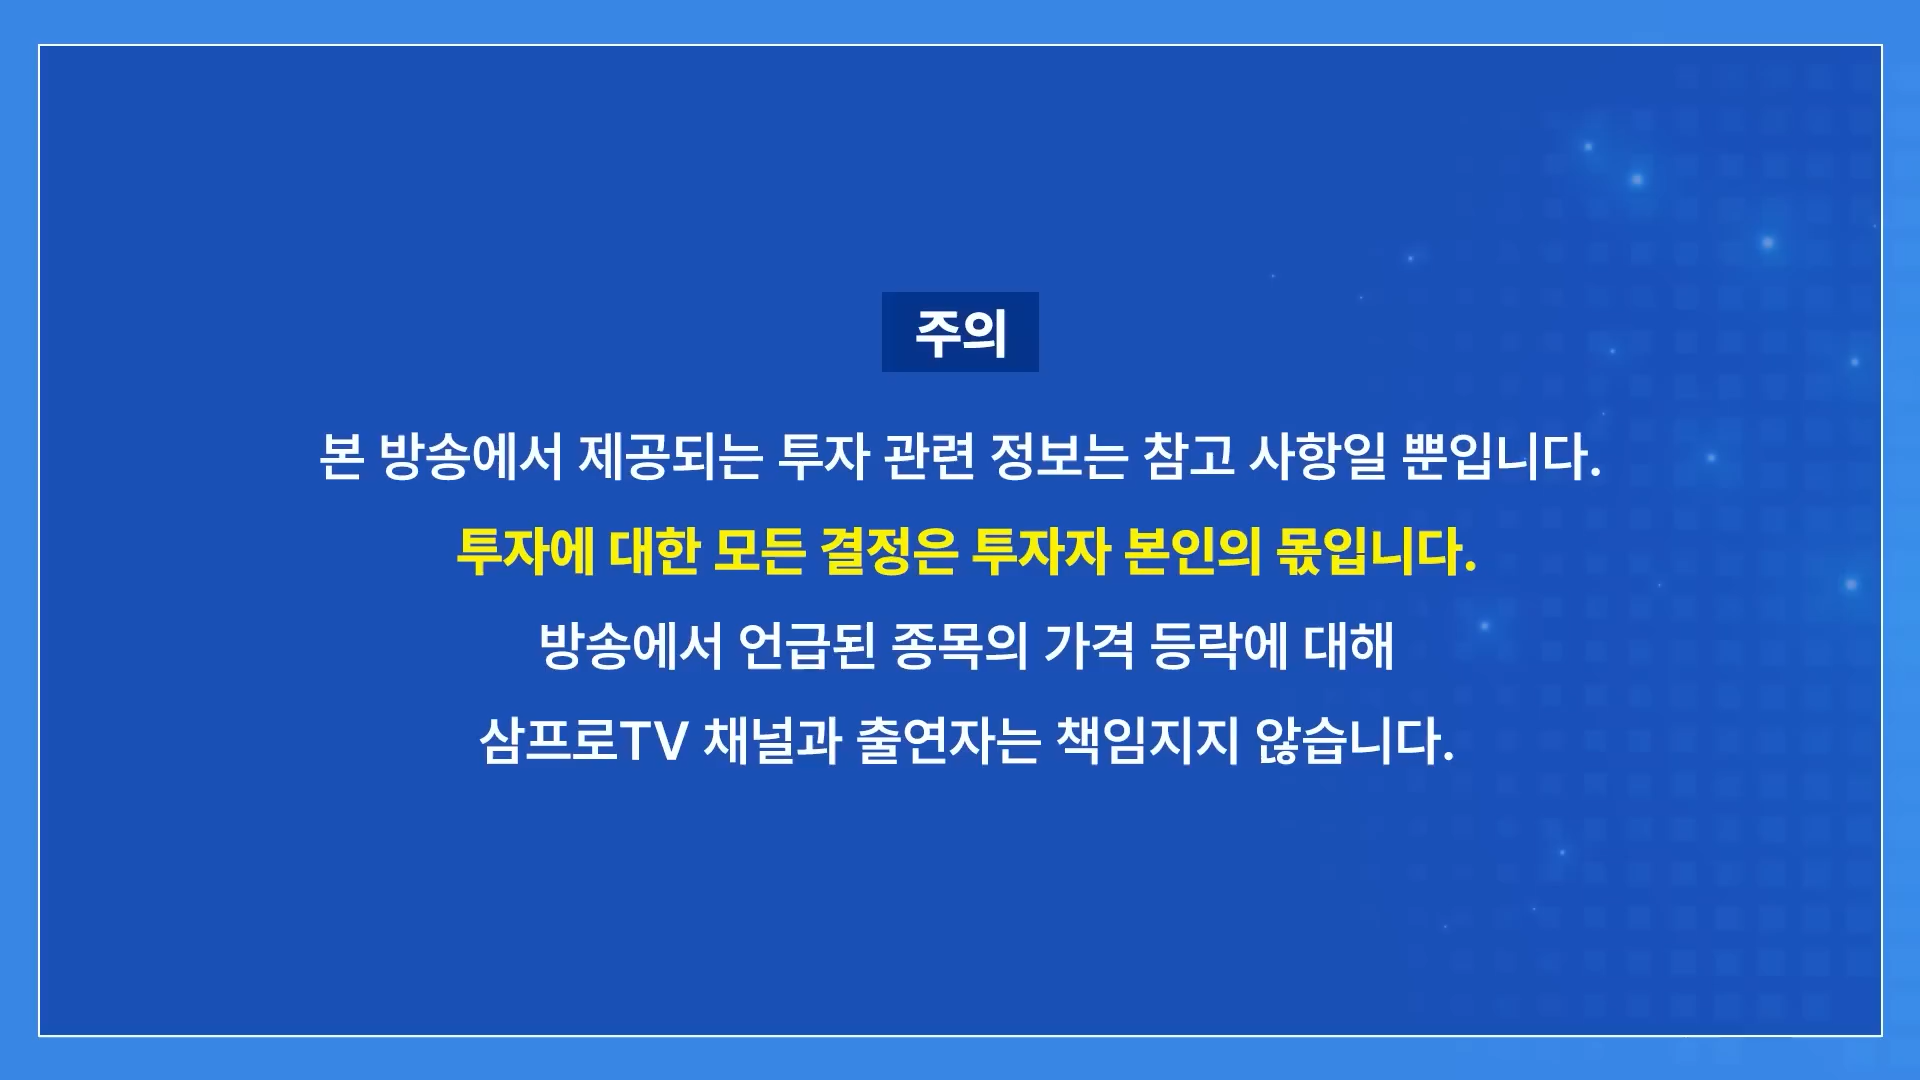 주의
본 방송에서 제공되는 투자 관련 정보는 참고 사항일 뿐입니다.
투자에 대한 모든 결정은 투자자 본인의 몫입니다.
방송에서 언급된 종목의 가격 등락에 대해
삼프로TV 채널과 출연자는 책임지지 않습니다.